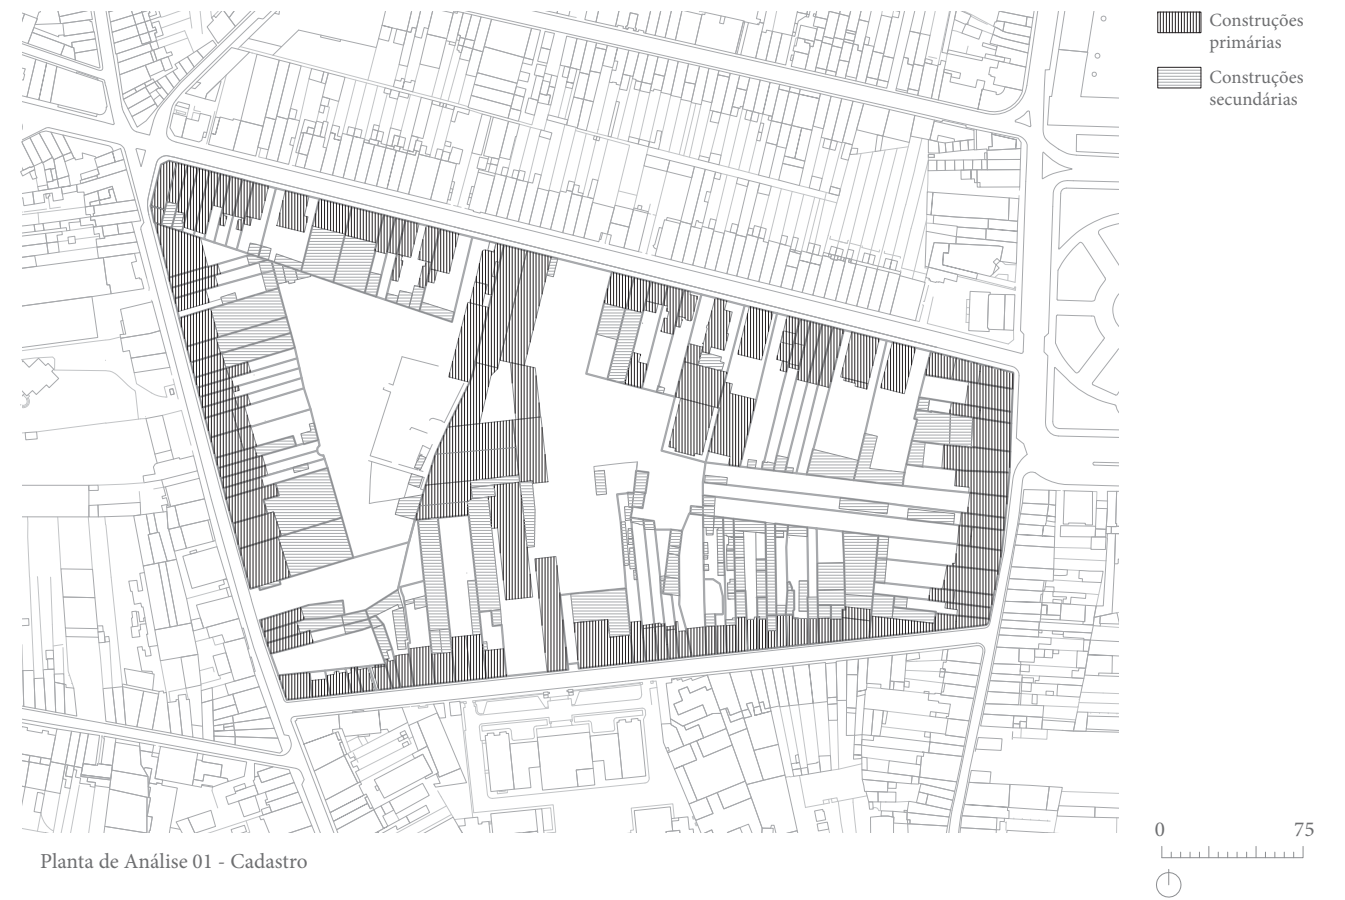 Construções
primárias
Construções
secundárias
0 75
Planta de Análise 01 - Cadastro